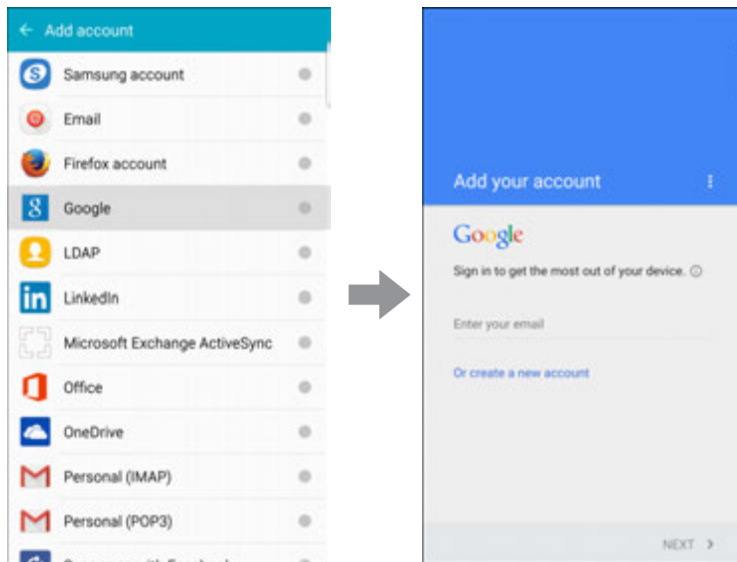 Add account
Samsung account
Email
Firefox account
Google
LDAP
LinkedIn
Microsoft Exchange ActiveSync
Office
OneDrive
Personal (IMAP)
Personal (POP3)
Add your account
Google
Sign in to get the most out of your device.
Enter your email
Or create a new account
NEXT